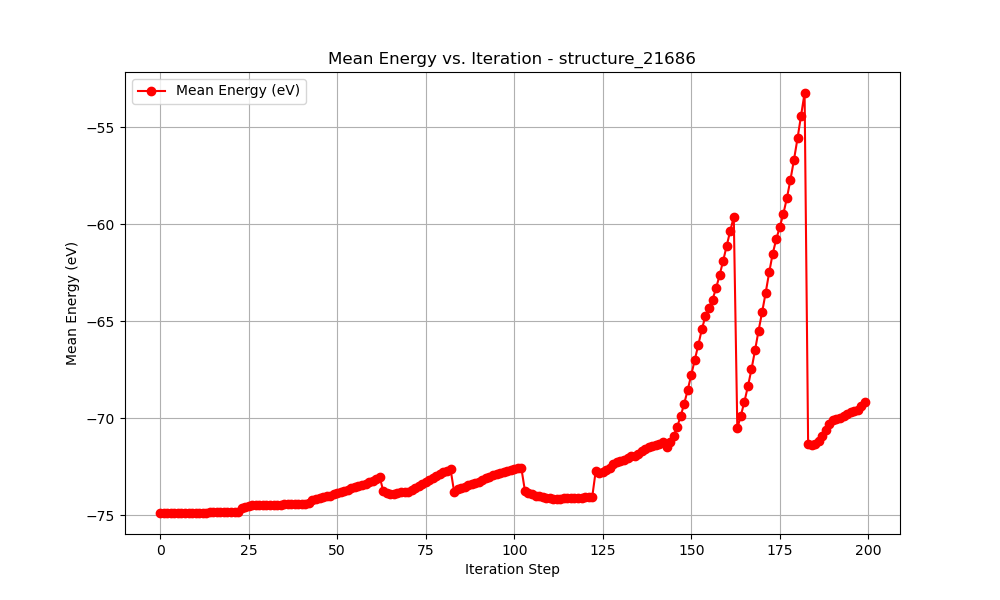 Mean Energy vs. Iteration - structure_21686
Mean Energy (eV)
−55
−60
−65
−70
−75
Mean Energy (eV)
0 25 50 75 100 125 150 175 200
Iteration Step